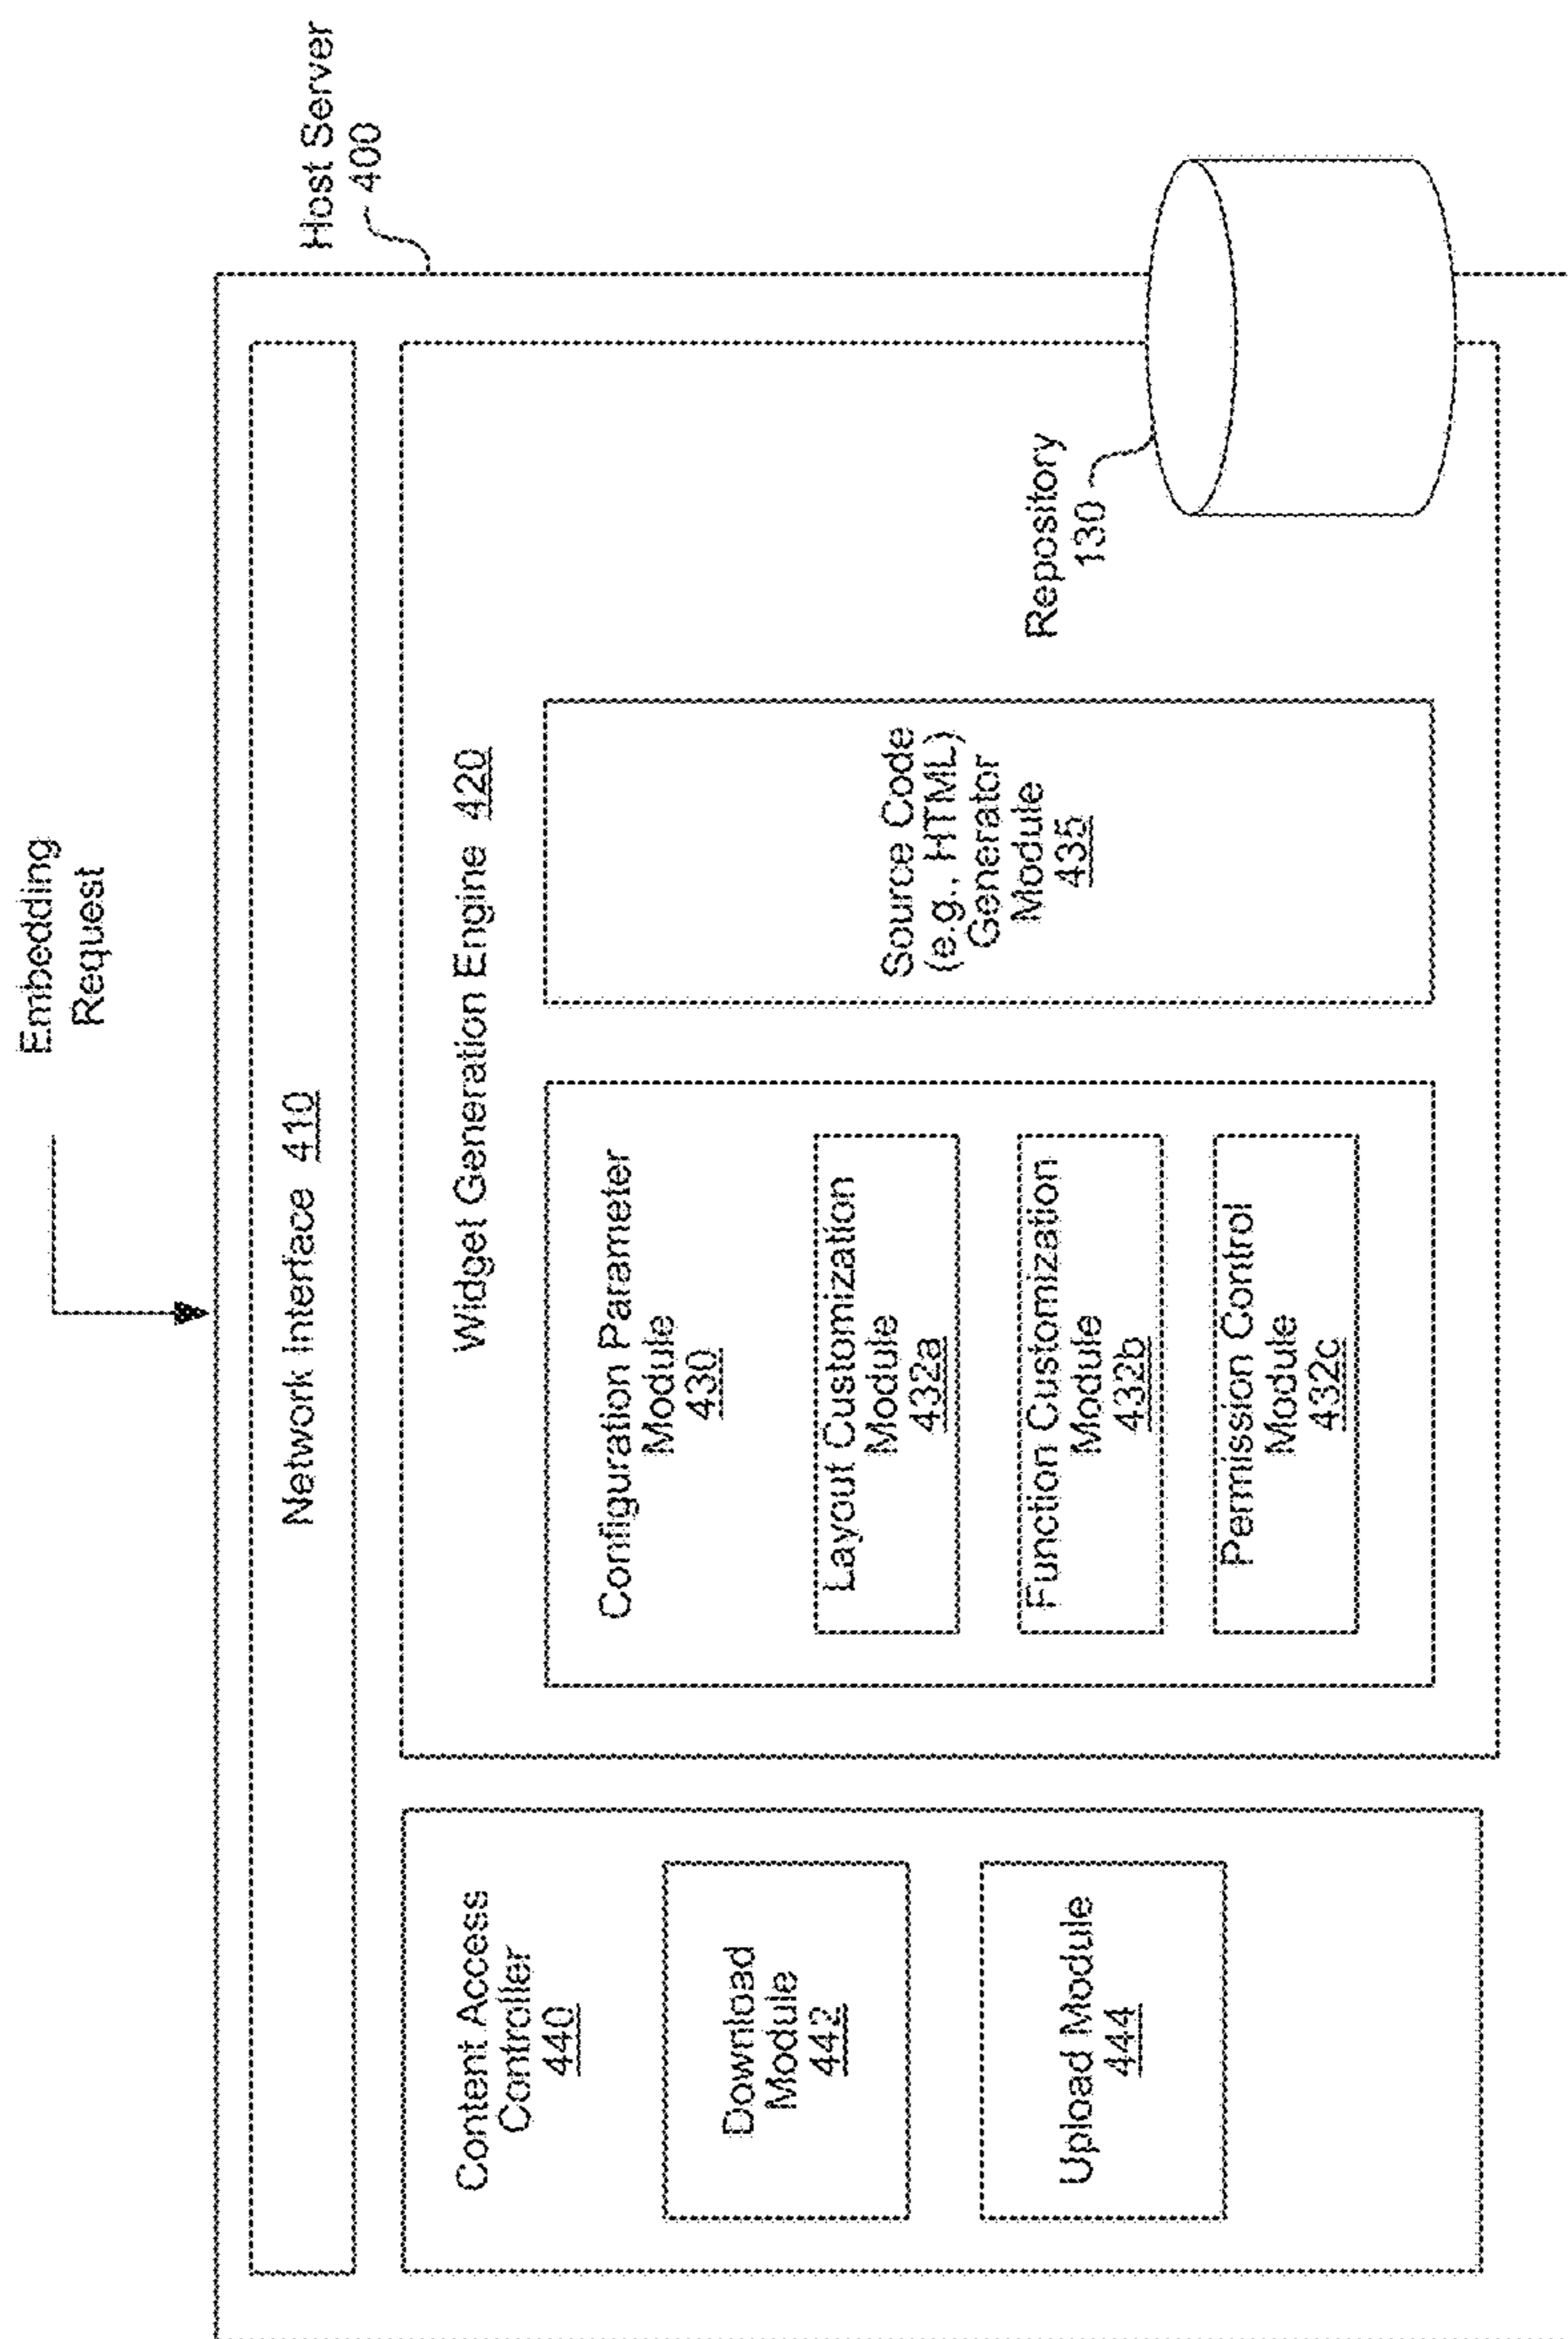 Embedding
Request
Host Server
400
Network Interface 410
Content Access
Controller
440
Download
Module
442
Upload Module
444
Widget Generation Engine 420
Configuration Parameter
Module
430
Layout Customization
Module
432a
Function Customization
Module
432b
Permission Control
Module
432c
Source Code
(e.g., HTML)
Generator
Module
435
Repository
130